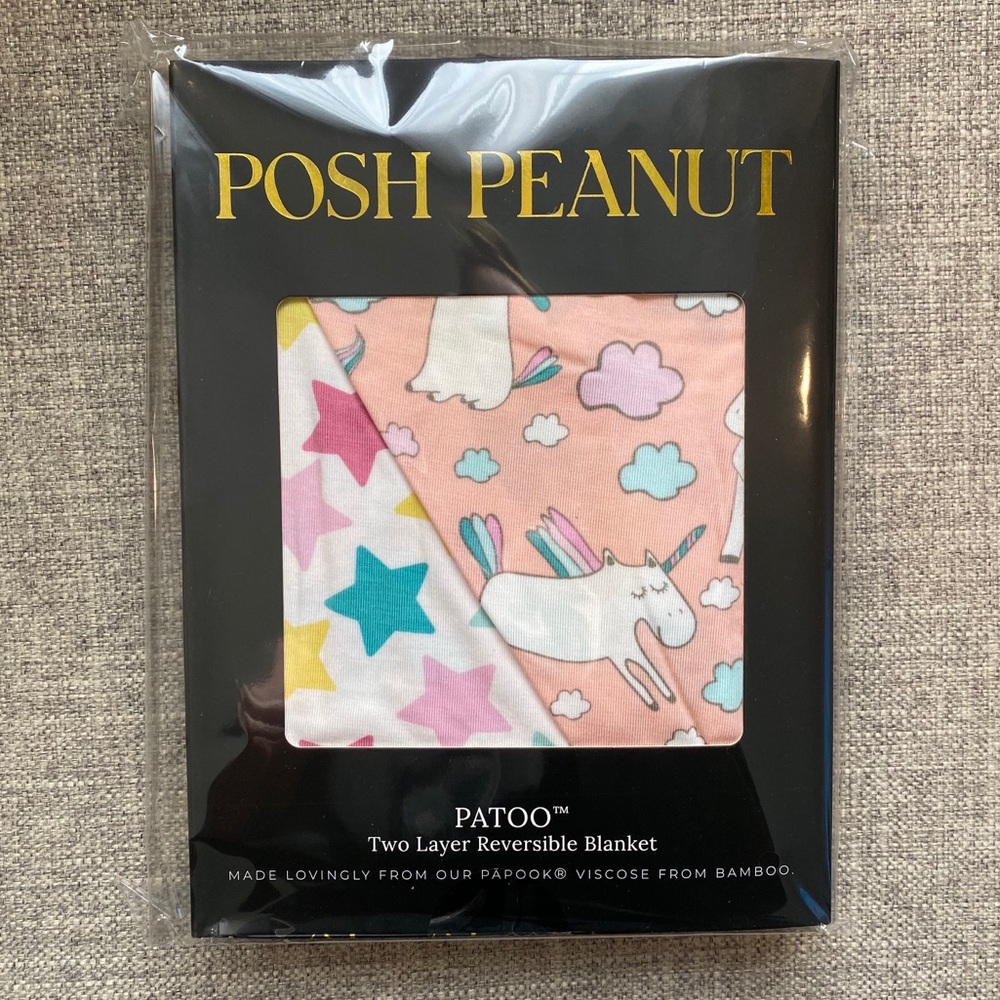 POSH PEANUT
PATOO™
Two Layer Reversible Blanket
MADE LOVINGLY FROM OUR PĀPOOK® VISCOSE FROM BAMBOO.